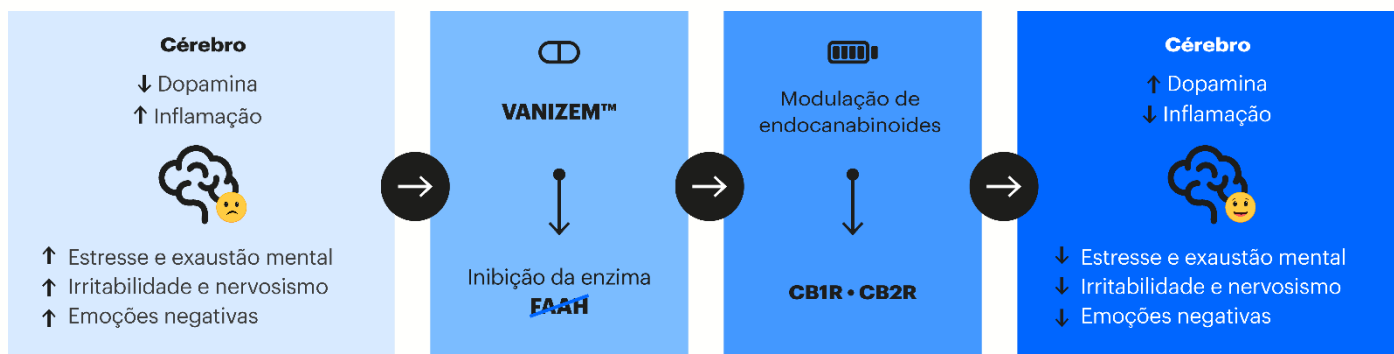 Cérebro
↓ Dopamina
↑ Inflamação
↑ Estresse e exaustão mental
↑ Irritabilidade e nervosismo
↑ Emoções negativas
VANIZEM™
Inibição da enzima
FAAH
Modulação de
endocanabinoides
CB1R • CB2R
Cérebro
↑ Dopamina
↓ Inflamação
↓ Estresse e exaustão mental
↓ Irritabilidade e nervosismo
↓ Emoções negativas